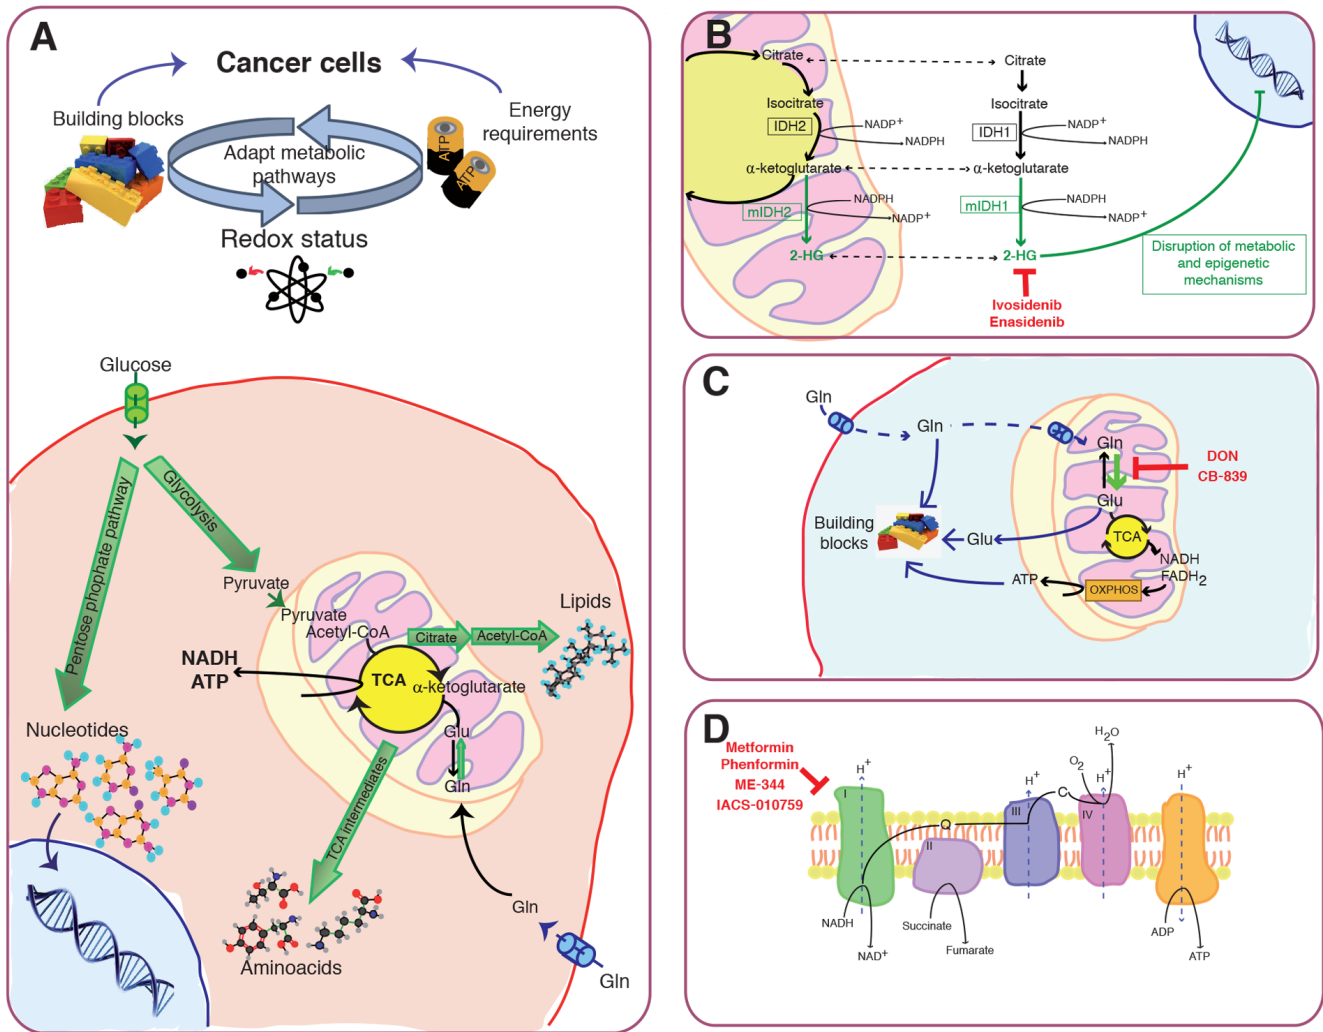 A
Cancer cells
Building blocks
Energy
requirements
ATP
ATP
Adapt metabolic
pathways
Redox status
Glucose
Pentose phophate pathway
Glycolysis
Pyruvate
Pyruvate
Acetyl-CoA
Citrate
Acetyl-CoA
Lipids
NADH
ATP
TCA
α-ketoglutarate
Glu
Gln
Nucleotides
TCA intermediates
Aminoacids
Gln
Gln
B
Citrate
Citrate
Isocitrate
Isocitrate
IDH2
NADP+
NADPH
IDH1
NADP+
NADPH
α-ketoglutarate
α-ketoglutarate
mIDH2
NADPH
NADP+
mIDH1
NADPH
NADP+
2-HG
2-HG
Disruption of metabolic
and epigenetic
mechanisms
Ivosidenib
Enasidenib
C
Gln
Gln
Gln
DON
CB-839
Glu
Building
blocks
Glu
TCA
NADH
FADH2
ATP
OXPHOS
D
Metformin
Phenformin
ME-344
IACS-010759
H+
I
Q
II
III
H+
C
O2
H2O
H+
IV
H+
NADH
NAD+
Succinate
Fumarate
ADP
ATP